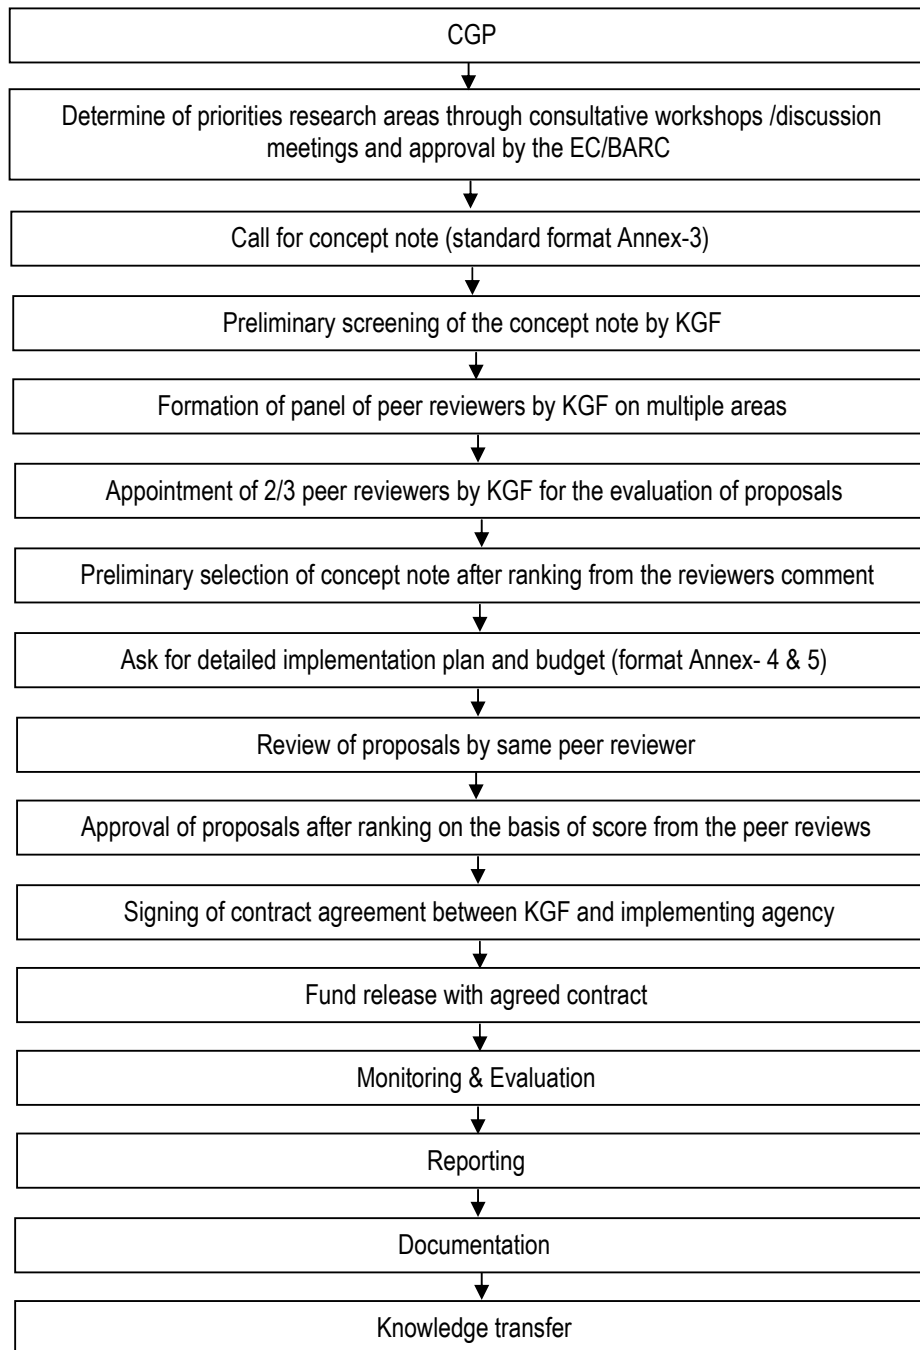 CGP
Determine of priorities research areas through consultative workshops /discussion
meetings and approval by the EC/BARC
Call for concept note (standard format Annex-3)
Preliminary screening of the concept note by KGF
Formation of panel of peer reviewers by KGF on multiple areas
Appointment of 2/3 peer reviewers by KGF for the evaluation of proposals
Preliminary selection of concept note after ranking from the reviewers comment
Ask for detailed implementation plan and budget (format Annex- 4 & 5)
Review of proposals by same peer reviewer
Approval of proposals after ranking on the basis of score from the peer reviews
Signing of contract agreement between KGF and implementing agency
Fund release with agreed contract
Monitoring & Evaluation
Reporting
Documentation
Knowledge transfer